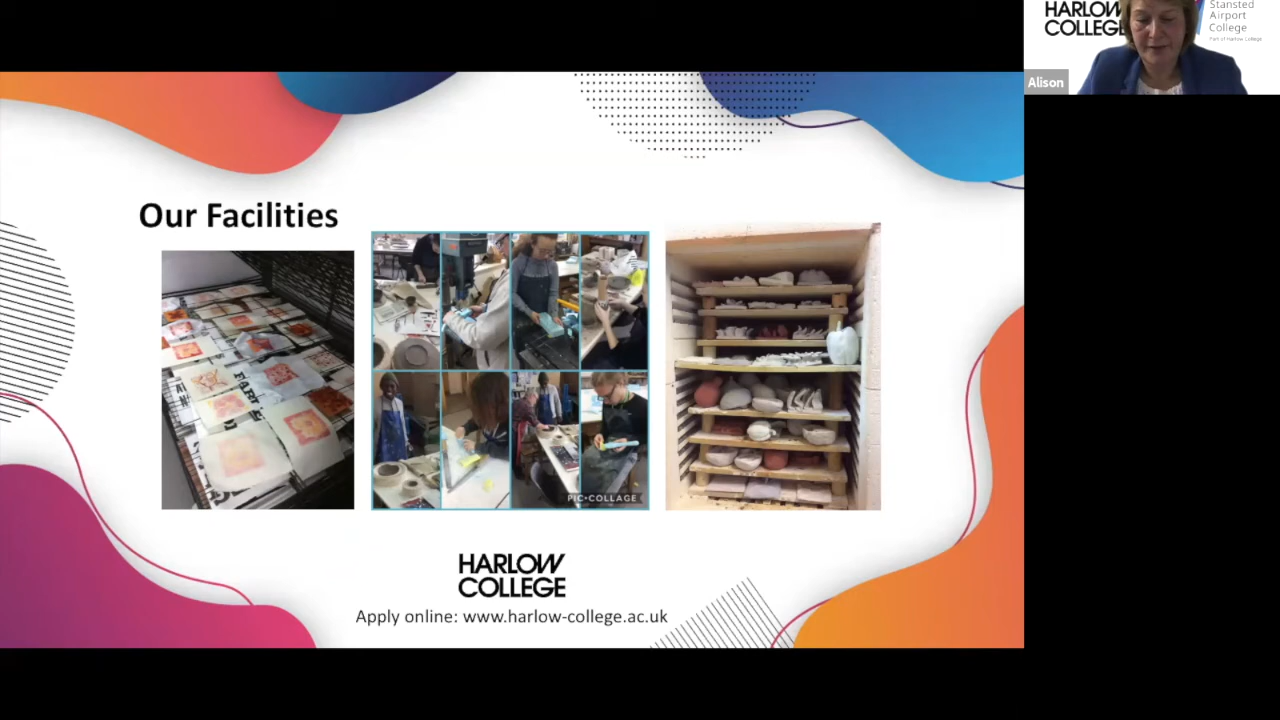 HARLOW
COLLEGE
Stansted
Airport
College
Part of Harlow College
Alison
Our Facilities
PIC•COLLAGE
HARLOW
COLLEGE
Apply online: www.harlow-college.ac.uk